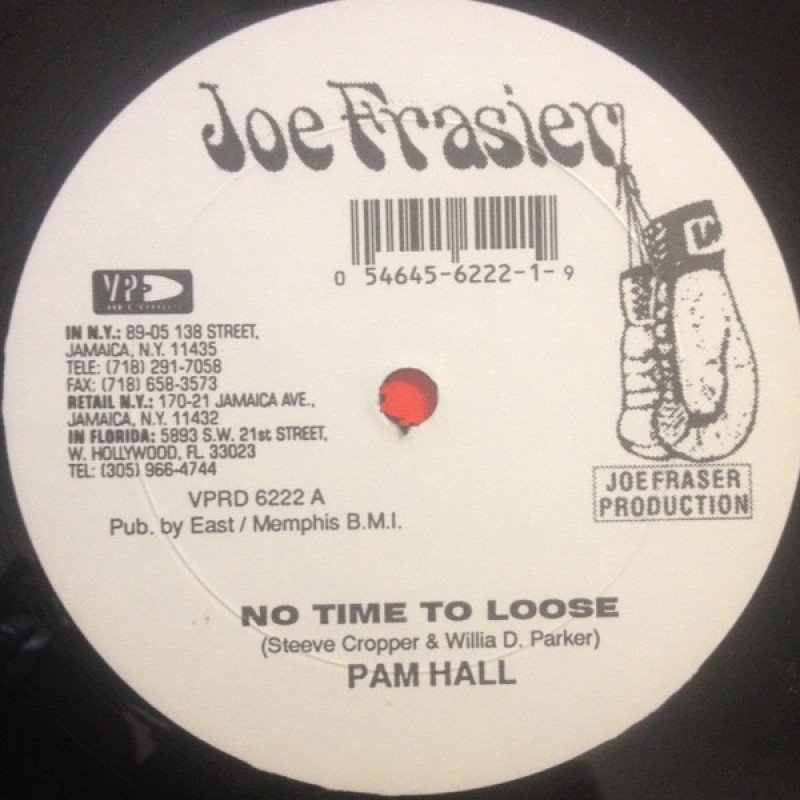 Joe Frasier
0 54645-6222-1-9
VP
IN N.Y.: 89-05 138 STREET,
JAMAICA, N.Y. 11435
TELE: (718) 291-7058
FAX: (718) 658-3573
RETAIL N.Y.: 170-21 JAMAICA AVE.,
JAMAICA, N.Y. 11432
IN FLORIDA: 5893 S.W. 21st STREET,
W. HOLLYWOOD, FL. 33023
TEL: (305) 966-4744
JOE FRASER
PRODUCTION
VPRD 6222 A
Pub. by East / Memphis B.M.I.
NO TIME TO LOOSE
(Steeve Cropper & Willia D. Parker)
PAM HALL